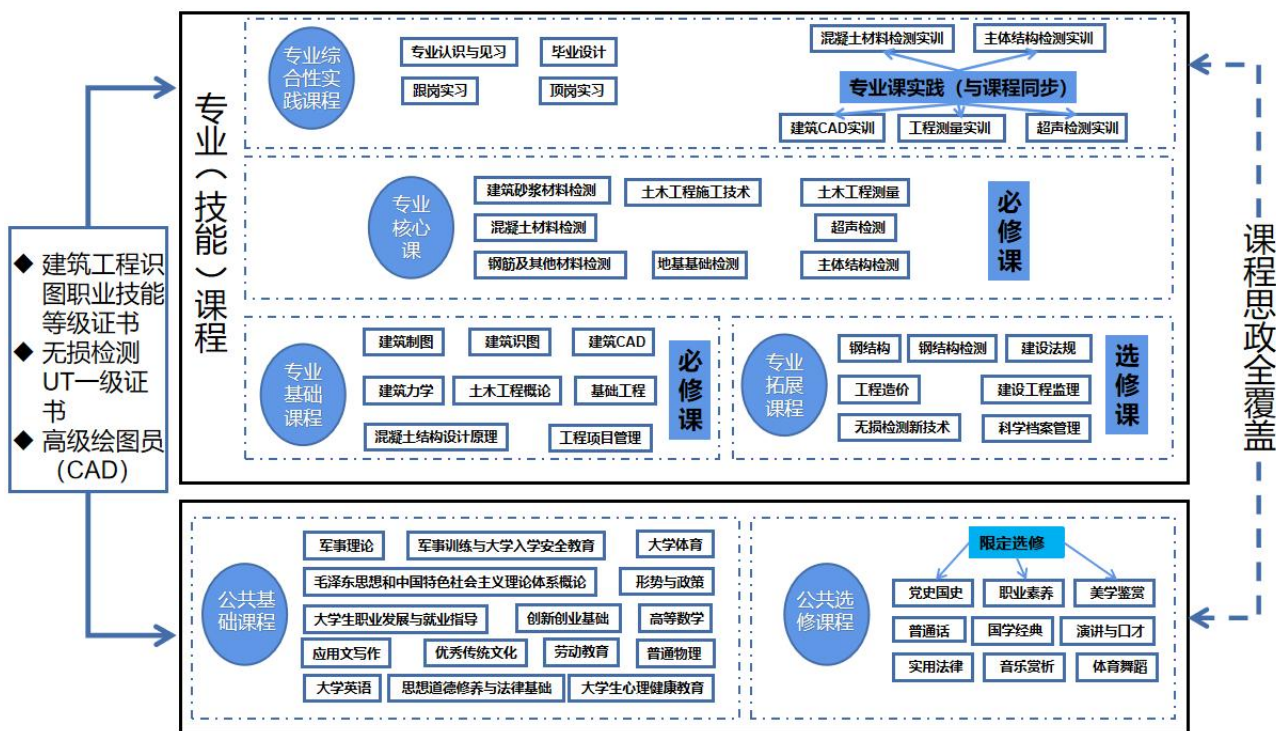 专业综
合性实
践课程
专业认识与见习
毕业设计
跟岗实习
顶岗实习
混凝土材料检测实训
主体结构检测实训
专业课实践（与课程同步）
建筑CAD实训
工程测量实训
超声检测实训
专业（技能）课程
专业
核心
课
建筑砂浆材料检测
土木工程施工技术
土木工程测量
混凝土材料检测
超声检测
钢筋及其他材料检测
地基基础检测
主体结构检测
必修课
专业
基础
课程
建筑制图
建筑识图
建筑CAD
建筑力学
土木工程概论
基础工程
混凝土结构设计原理
工程项目管理
必修课
专业
拓展
课程
钢结构
钢结构检测
建设法规
工程造价
建设工程监理
无损检测新技术
科学档案管理
选修课
◆ 建筑工程识
图职业技能
等级证书
◆ 无损检测
UT一级证
书
◆ 高级绘图员
（CAD）
课程思政全覆盖
公共基
础课程
军事理论
军事训练与大学入学安全教育
大学体育
毛泽东思想和中国特色社会主义理论体系概论
形势与政策
大学生职业发展与就业指导
创新创业基础
高等数学
应用文写作
优秀传统文化
劳动教育
普通物理
大学英语
思想道德修养与法律基础
大学生心理健康教育
公共选
修课程
限定选修
党史国史
职业素养
美学鉴赏
普通话
国学经典
演讲与口才
实用法律
音乐赏析
体育舞蹈